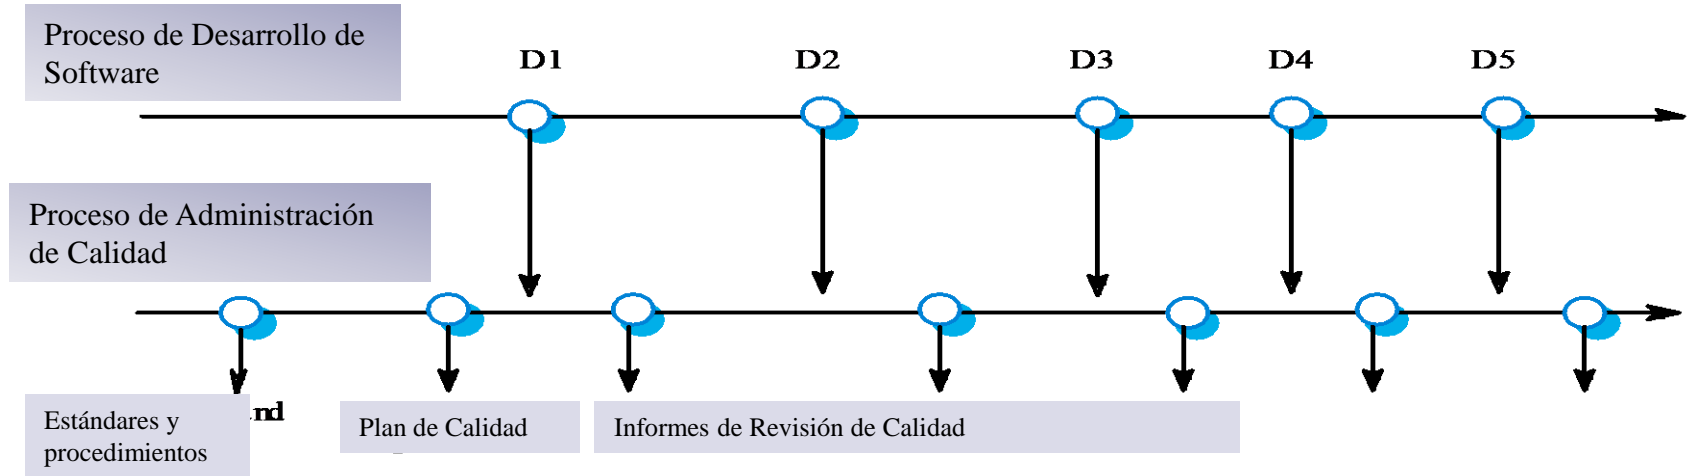 Proceso de Desarrollo de
Software
D1
D2
D3
D4
D5
Proceso de Administración
de Calidad
Estándares y
procedimientos
nd
Plan de Calidad
Informes de Revisión de Calidad